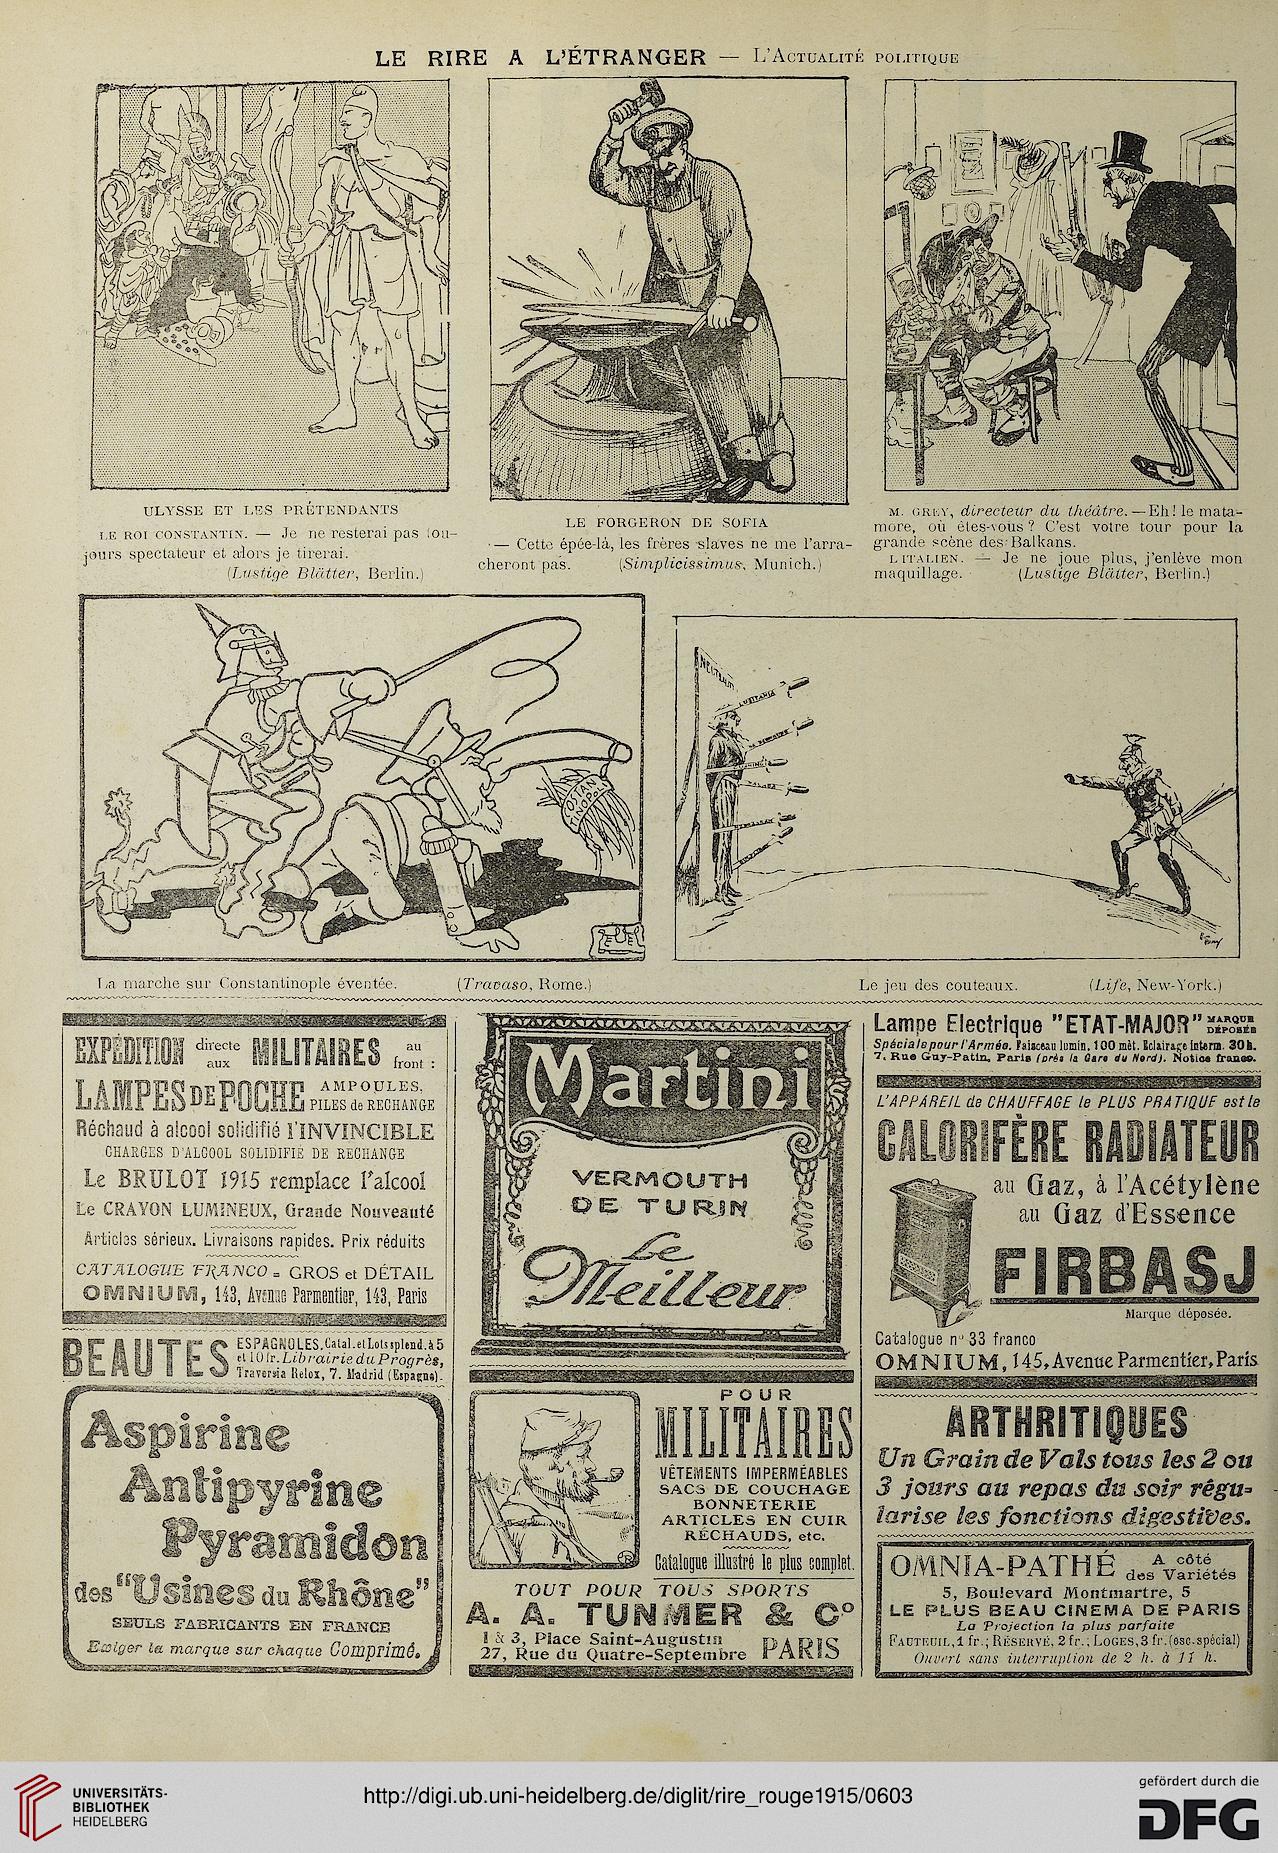 LE RIRE A L'ÉTRANGER — L'Actualité politique
ULYSSE ET LES PRÉTENDANTS
LE ROI CONSTANTIN. — Je ne resterai pas tou-
jours spectateur et alors je tirerai.
(Lustige Blätter, Berlin.)
LE FORGERON DE SOFIA
— Cette épée-là, les frères slaves ne me l'arra-
cheront pas. (Simplicissimus, Munich.)
M. GREY, directeur du théâtre. — Eh! le mata-
more, où êtes-vous? C'est votre tour pour la
grande scène des Balkans.
L'ITALIEN. — Je ne joue plus, j'enlève mon
maquillage. (Lustige Blätter, Berlin.)
LUSITANIA
La marche sur Constantinople éventée. (Travaso, Rome.)
Le jeu des couteaux. (Life, New-York.)
EXPÉDITION directe aux MILITAIRES au front :
LAMPES DE POCHE AMPOULES,
PILES de RECHANGE
Réchaud à alcool solidifié l'INVINCIBLE
CHARGES D'ALCOOL SOLIDIFIÉ DE RECHANGE
Le BRULOT 1915 remplace l'alcool
Le CRAYON LUMINEUX, Grande Nouveauté
Articles sérieux. Livraisons rapides. Prix réduits
CATALOGUE FRANCO = GROS et DÉTAIL
OMNIUM, 143, Avenue Parmentier, 143, Paris
BEAUTES ESPAGNOLES. Catal. et Lots splend. à 5
et 10 fr. Librairie du Progrès,
Traversia Relox, 7. Madrid (Espagne).
Aspirine
Antipyrine
Pyramidon
des "Usines du Rhône"
SEULS FABRICANTS EN FRANCE
Exiger la marque sur chaque Comprimé.
Martini
VERMOUTH
DE TURIN
Le
Meilleur
POUR
MILITAIRES
VÊTEMENTS IMPERMÉABLES
SACS DE COUCHAGE
BONNETERIE
ARTICLES EN CUIR
RÉCHAUDS, etc.
Catalogue illustré le plus complet.
TOUT POUR TOUS SPORTS
A. A. TUNMER & Co
1 & 3, Place Saint-Augustin
27, Rue du Quatre-Septembre PARIS
Lampe Electrique "ETAT-MAJOR" MARQUE DÉPOSÉE
Spéciale pour l'Armée. Faisceau lumin. 100 mèt. Eclairage Interm. 30 h.
7, Rue Guy-Patin, Paris (près la Gare du Nord). Notice franco.
L'APPAREIL de CHAUFFAGE le PLUS PRATIQUE est le
CALORIFÈRE RADIATEUR
au Gaz, à l'Acétylène
au Gaz d'Essence
FIRBASJ
Marque déposée.
Catalogue no 33 franco
OMNIUM, 145, Avenue Parmentier, Paris
ARTHRITIQUES
Un Grain de Vals tous les 2 ou
3 jours au repas du soir régu-
larise les fonctions digestives.
OMNIA-PATHÉ A côté
des Variétés
5, Boulevard Montmartre, 5
LE PLUS BEAU CINEMA DE PARIS
La Projection la plus parfaite
FAUTEUIL, 1 fr.; RÉSERVÉ, 2 fr.; LOGES, 3 fr. (esc. spécial)
Ouvert sans interruption de 2 h. à 11 h.
UNIVERSITÄTS-
BIBLIOTHEK
HEIDELBERG
http://digi.ub.uni-heidelberg.de/diglit/rire_rouge1915/0603
gefördert durch die
DFG